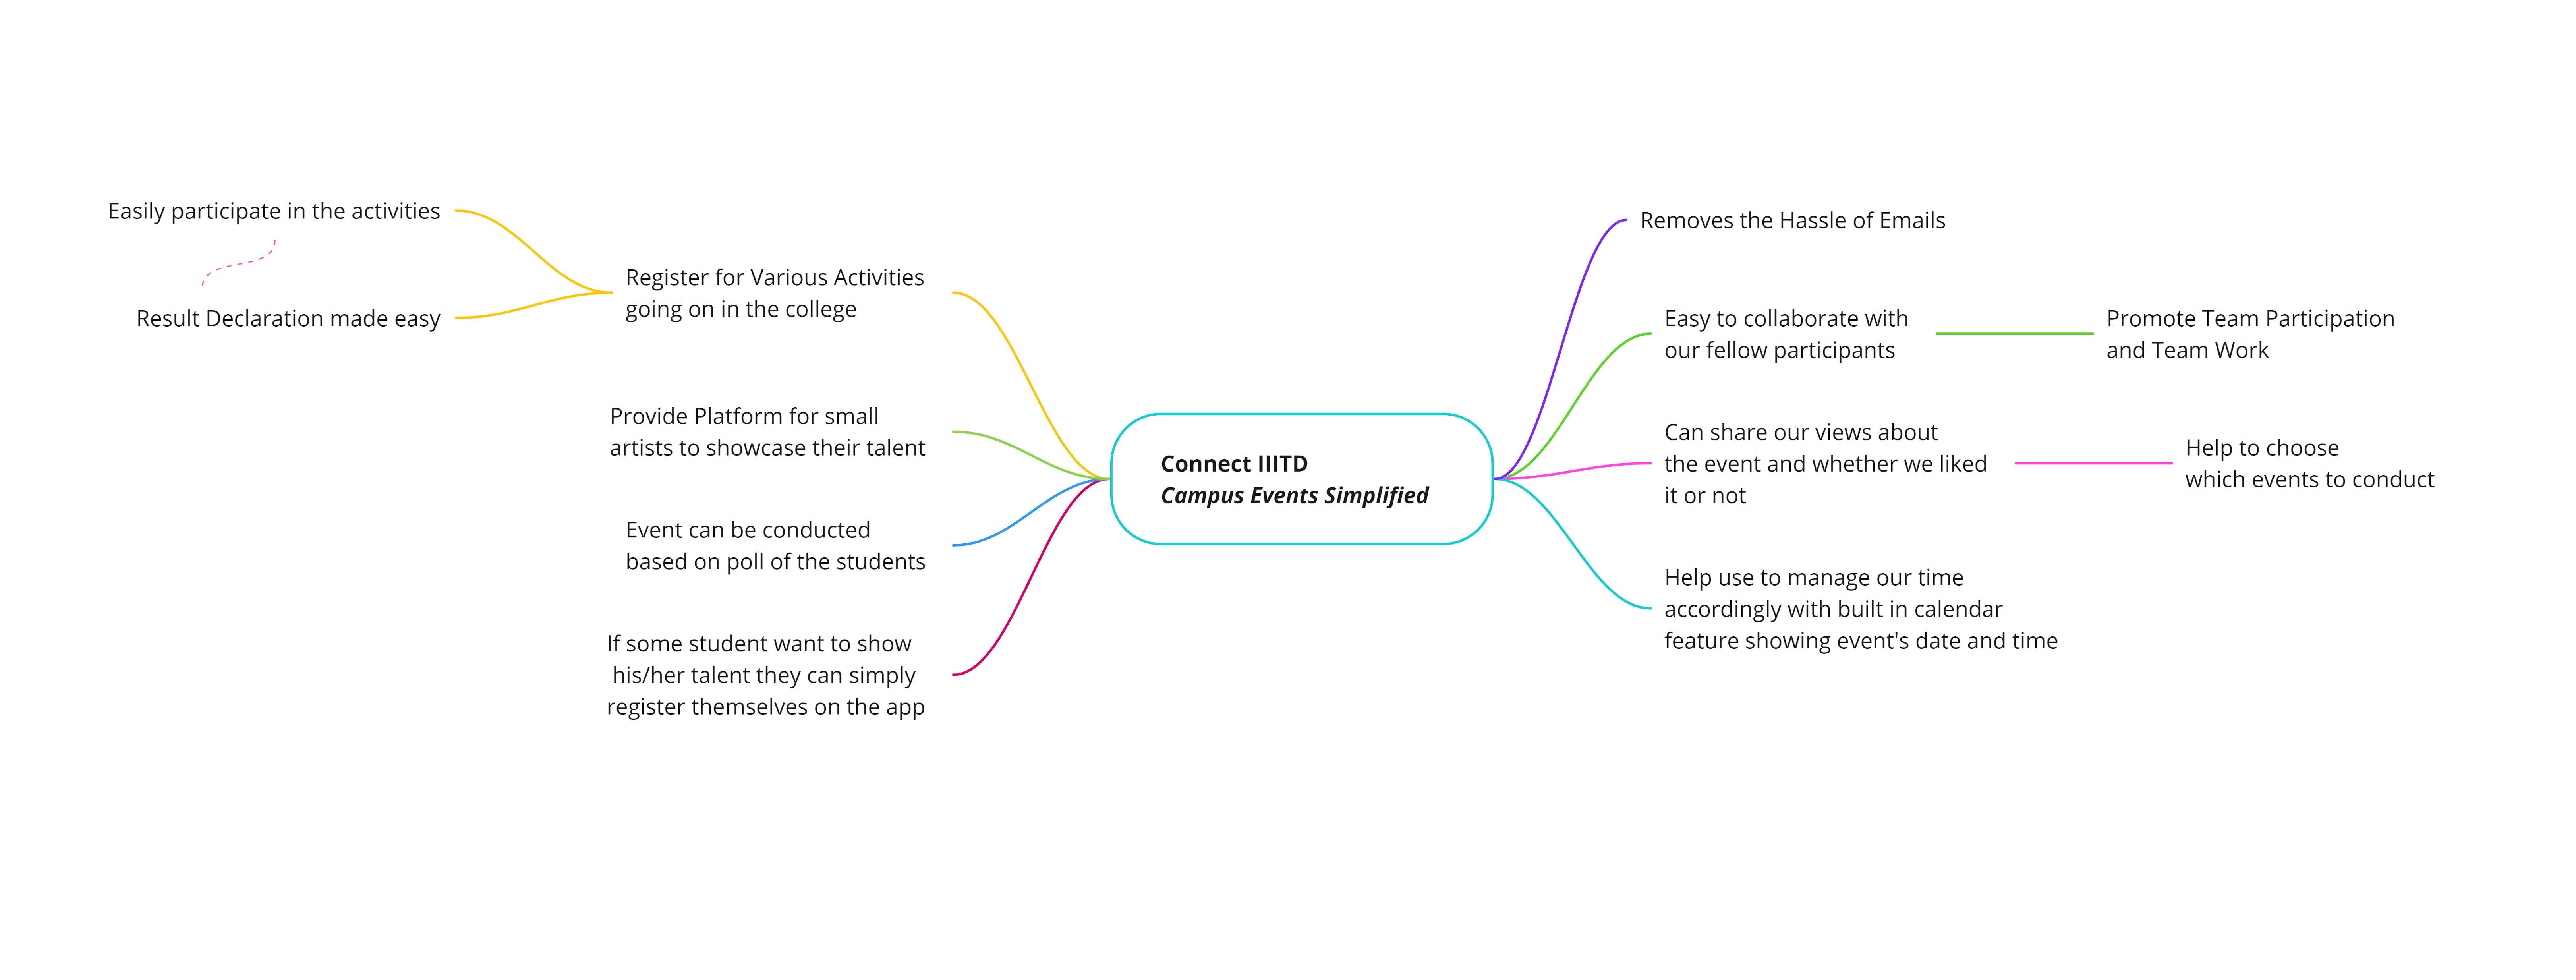 Easily participate in the activities
Result Declaration made easy
Register for Various Activities
going on in the college
Provide Platform for small
artists to showcase their talent
Event can be conducted
based on poll of the students
If some student want to show
his/her talent they can simply
register themselves on the app
Connect IIITD
Campus Events Simplified
Removes the Hassle of Emails
Easy to collaborate with
our fellow participants
Promote Team Participation
and Team Work
Can share our views about
the event and whether we liked
it or not
Help to choose
which events to conduct
Help use to manage our time
accordingly with built in calendar
feature showing event's date and time